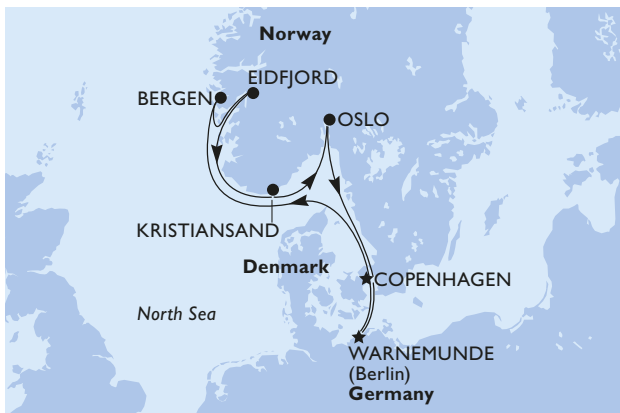 Norway
EIDFJORD
BERGEN
OSLO
KRISTIANSAND
Denmark
COPENHAGEN
North Sea
WARNEMUNDE
(Berlin)
Germany